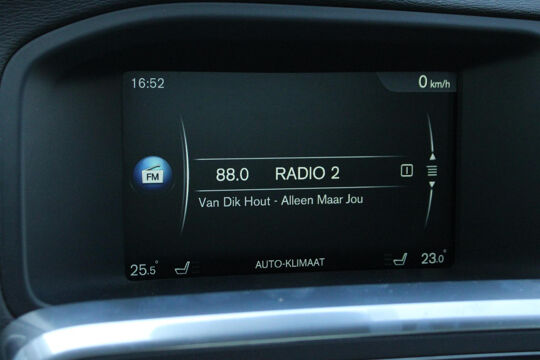 16:52 0 km/h
FM
88.0 RADIO 2 I
Van Dik Hout - Alleen Maar Jou
25.5° AUTO-KLIMAAT 23.0°